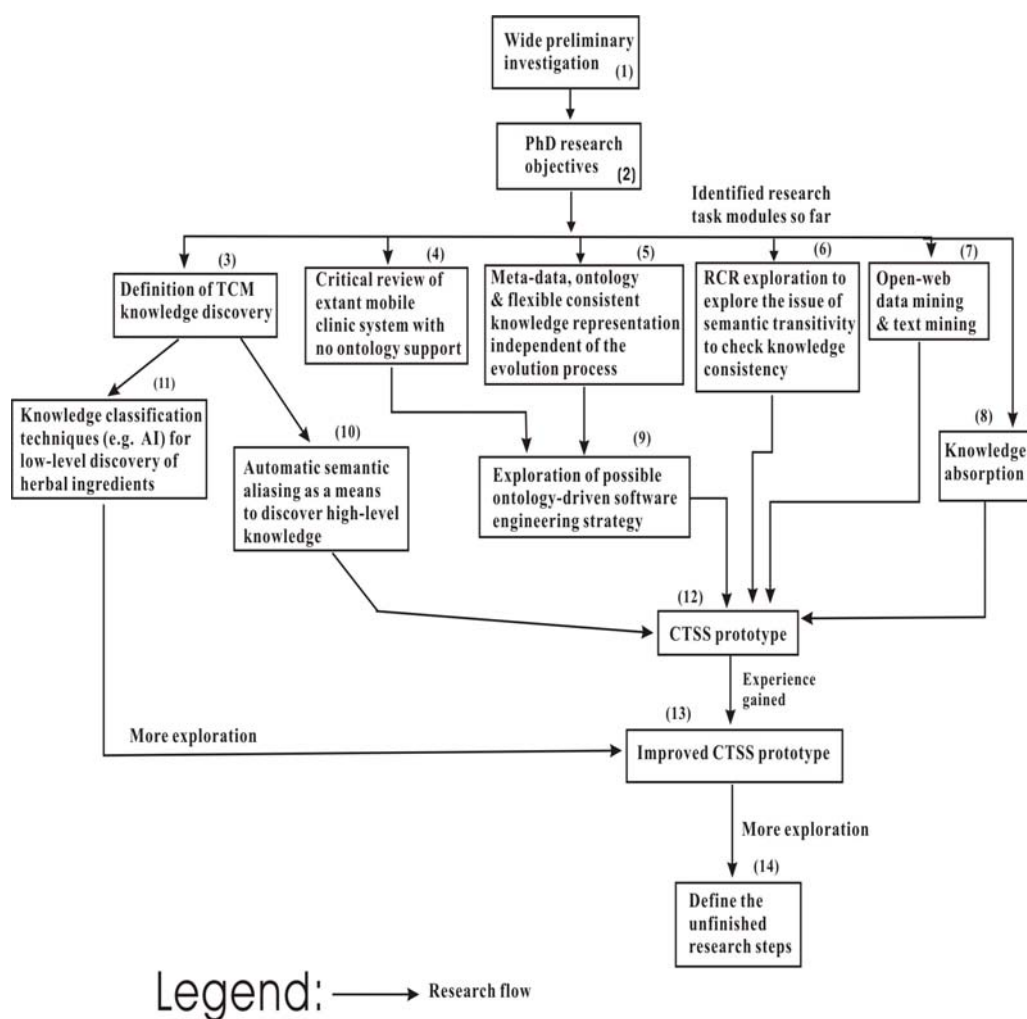 Wide preliminary
investigation
(1)
PhD research
objectives
(2)
Identified research
task modules so far
(3)
Definition of TCM
knowledge discovery
(4)
Critical review of
extant mobile
clinic system with
no ontology support
(5)
Meta-data, ontology
& flexible consistent
knowledge representation
independent of the
evolution process
(6)
RCR exploration to
explore the issue of
semantic transitivity
to check knowledge
consistency
(7)
Open-web
data mining
& text mining
(11)
Knowledge classification
techniques (e.g. AI) for
low-level discovery of
herbal ingredients
(10)
Automatic semantic
aliasing as a means
to discover high-level
knowledge
(9)
Exploration of possible
ontology-driven software
engineering strategy
(8)
Knowledge
absorption
(12)
CTSS prototype
Experience
gained
(13)
More exploration
Improved CTSS prototype
More exploration
(14)
Define the
unfinished
research steps
Legend:
Research flow